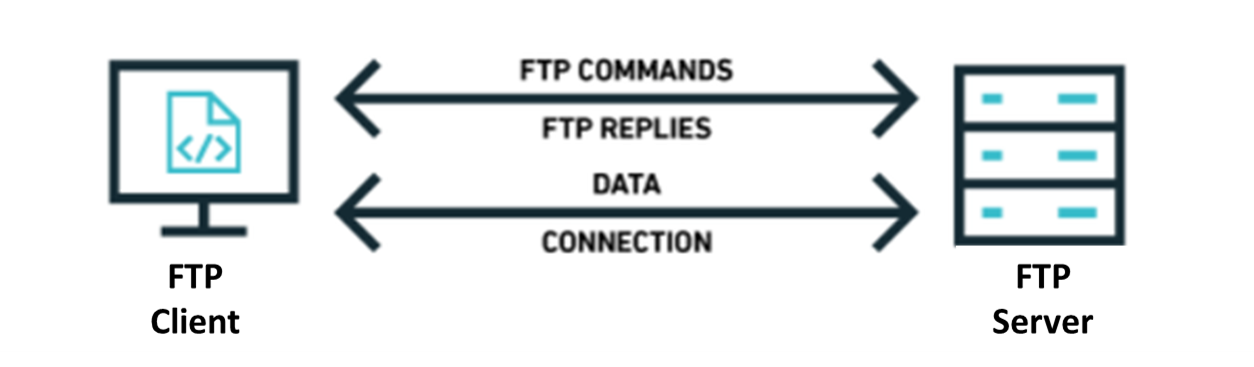 FTP COMMANDS
FTP REPLIES
DATA
CONNECTION
</>
FTP
Client
FTP
Server